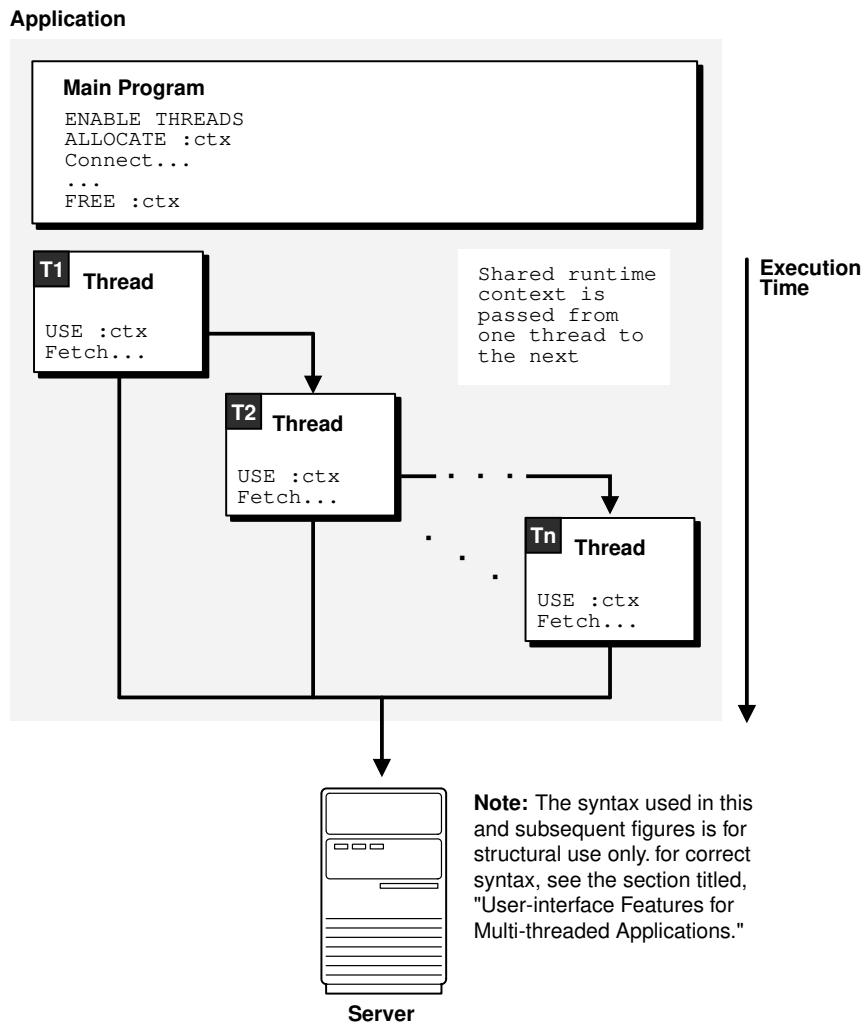 Application
Main Program
ENABLE THREADS
ALLOCATE :ctx
Connect...
...
FREE :ctx
T1
Thread
USE :ctx
Fetch...
Shared runtime
context is
passed from
one thread to
the next
Execution
Time
T2
Thread
USE :ctx
Fetch...
Tn
Thread
USE :ctx
Fetch...
Note: The syntax used in this
and subsequent figures is for
structural use only. for correct
syntax, see the section titled,
"User-interface Features for
Multi-threaded Applications."
Server